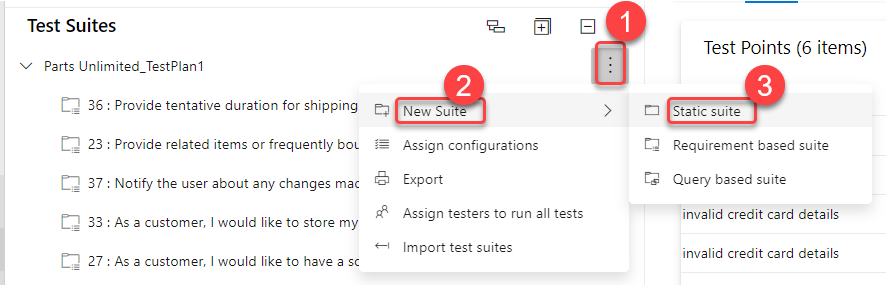 Test Suites
1
Test Points (6 items)
Parts Unlimited_TestPlan1
2
3
36 : Provide tentative duration for shipping
New Suite
Static suite
23 : Provide related items or frequently bou
Assign configurations
Requirement based suite
37 : Notify the user about any changes mac
Export
Query based suite
33 : As a customer, I would like to store my
Assign testers to run all tests
invalid credit card details
27 : As a customer, I would like to have a sc
Import test suites
invalid credit card details